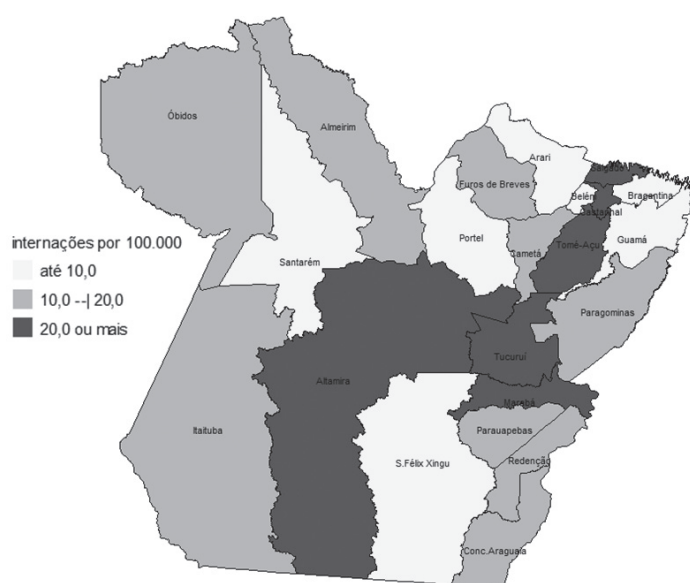 Óbidos
Almeirim
Arari
Salgado
Furos de Breves
Belém
Bragantina
Castanhal
Portel
Cametá
Tomé-Açu
Guamá
internações por 100.000
até 10,0
10,0 --| 20,0
20,0 ou mais
Santarém
Paragominas
Tucuruí
Altamira
Marabá
Itaituba
Parauapebas
S.Félix Xingu
Redenção
Conc.Araguaia